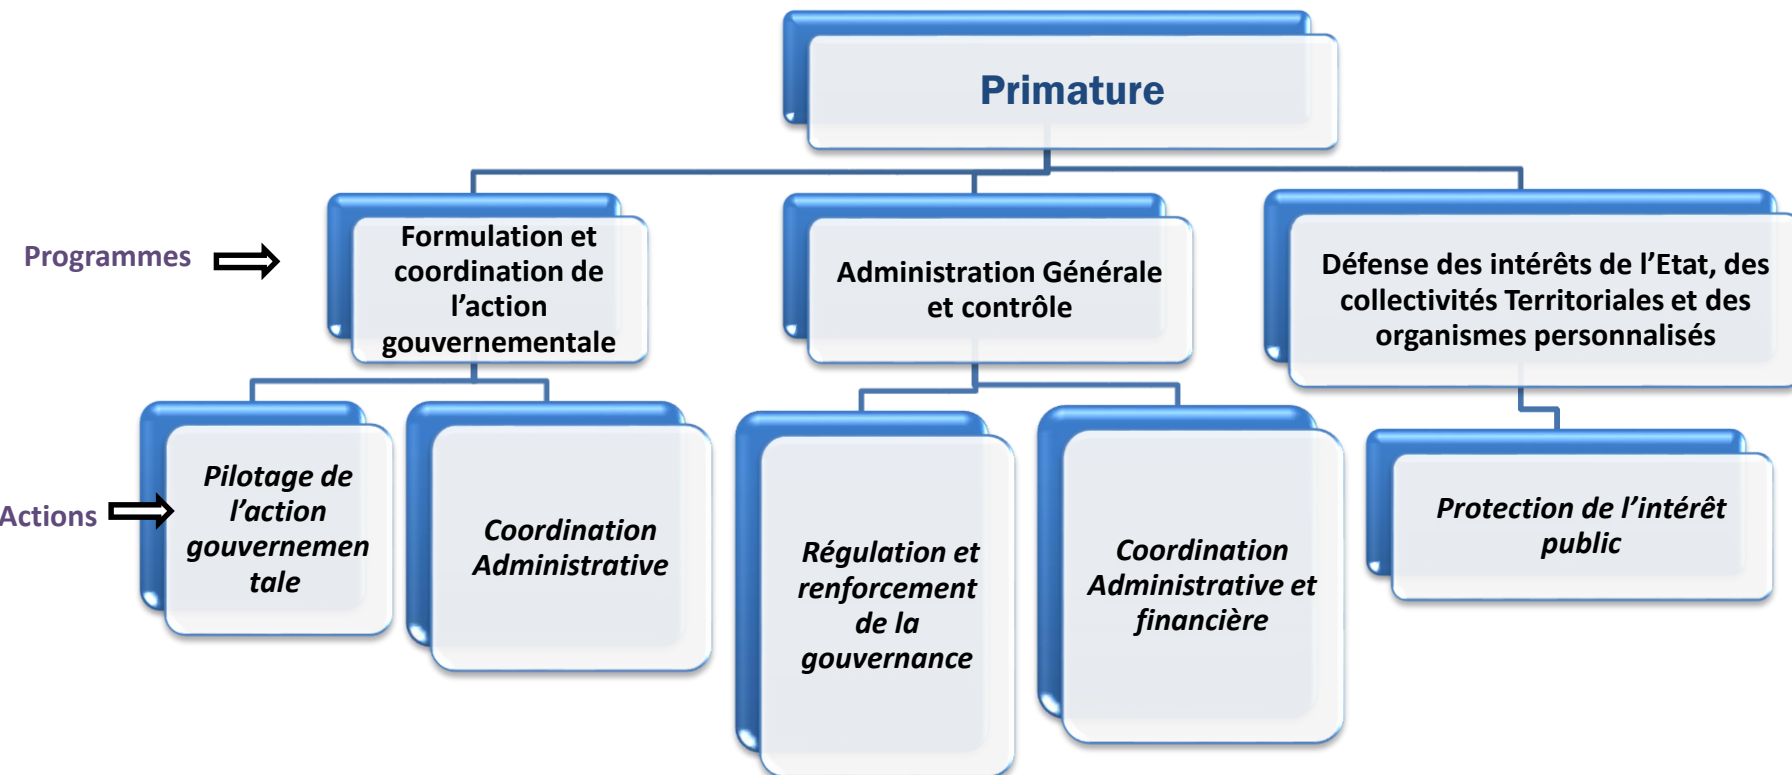 Primature
Programmes
Formulation et
coordination de
l’action
gouvernementale
Administration Générale
et contrôle
Défense des intérêts de l’Etat, des
collectivités Territoriales et des
organismes personnalisés
Actions
Pilotage de
l’action
gouvernemen
tale
Coordination
Administrative
Régulation et
renforcement
de la
gouvernance
Coordination
Administrative et
financière
Protection de l’intérêt
public